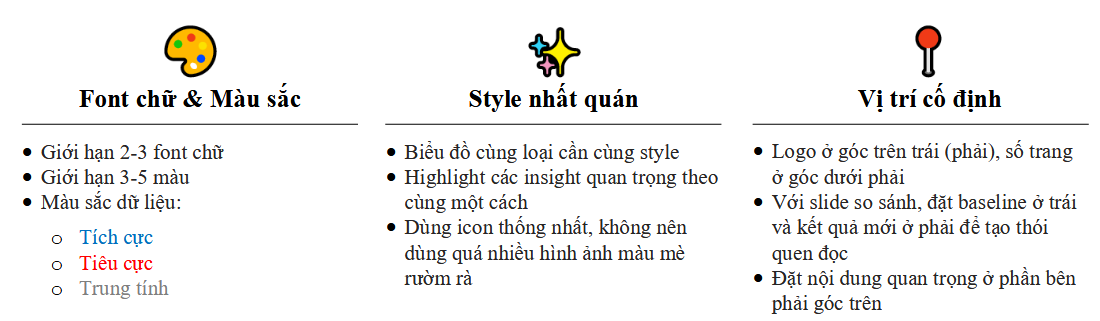 Font chữ & Màu sắc
Giới hạn 2-3 font chữ
Giới hạn 3-5 màu
Màu sắc dữ liệu:
Tích cực
Tiêu cực
Trung tính
Style nhất quán
Biểu đồ cùng loại cần cùng style
Highlight các insight quan trọng theo
cùng một cách
Dùng icon thống nhất, không nên
dùng quá nhiều hình ảnh màu mè
rườm rà
Vị trí cố định
Logo ở góc trên trái (phải), số trang
ở góc dưới phải
Với slide so sánh, đặt baseline ở trái
và kết quả mới ở phải để tạo thói
quen đọc
Đặt nội dung quan trọng ở phần bên
phải góc trên